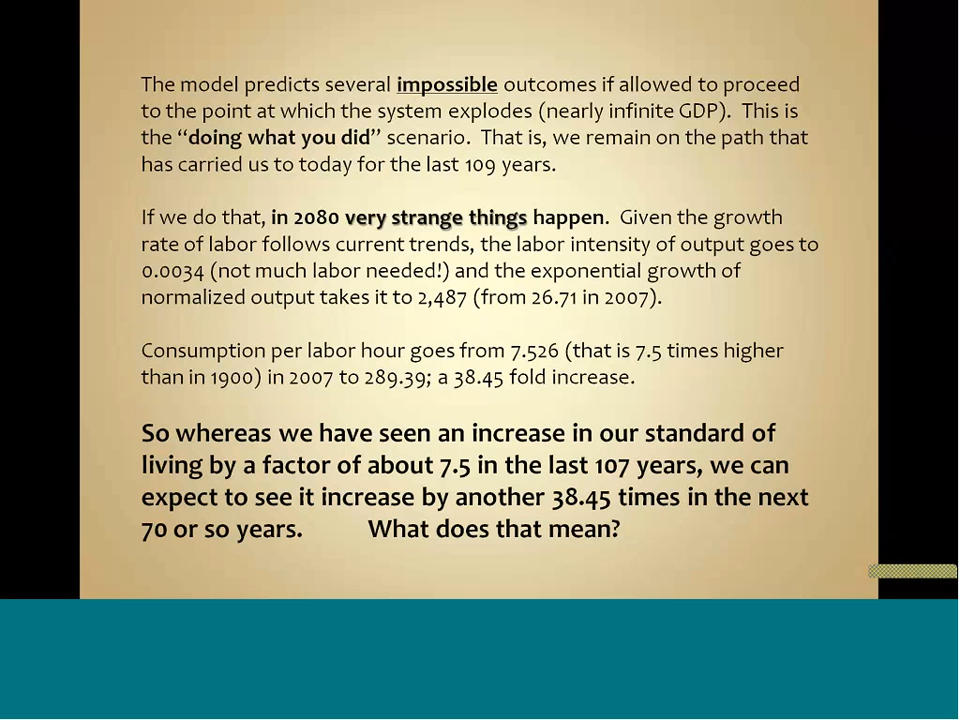 The model predicts several impossible outcomes if allowed to proceed
to the point at which the system explodes (nearly infinite GDP). This is
the “doing what you did” scenario. That is, we remain on the path that
has carried us to today for the last 109 years.
If we do that, in 2080 very strange things happen. Given the growth
rate of labor follows current trends, the labor intensity of output goes to
0.0034 (not much labor needed!) and the exponential growth of
normalized output takes it to 2,487 (from 26.71 in 2007).
Consumption per labor hour goes from 7.526 (that is 7.5 times higher
than in 1900) in 2007 to 289.39; a 38.45 fold increase.
So whereas we have seen an increase in our standard of
living by a factor of about 7.5 in the last 107 years, we can
expect to see it increase by another 38.45 times in the next
70 or so years. What does that mean?